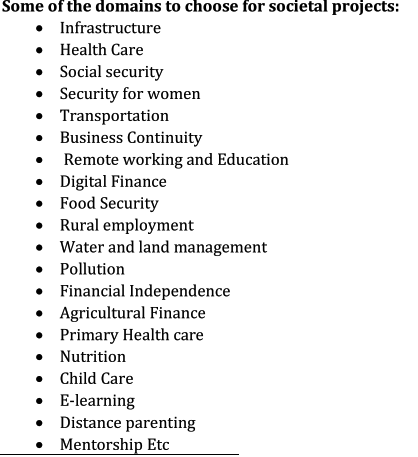 Some of the domains to choose for societal projects:
• Infrastructure
• Health Care
• Social security
• Security for women
• Transportation
• Business Continuity
• Remote working and Education
• Digital Finance
• Food Security
• Rural employment
• Water and land management
• Pollution
• Financial Independence
• Agricultural Finance
• Primary Health care
• Nutrition
• Child Care
• E-learning
• Distance parenting
• Mentorship Etc